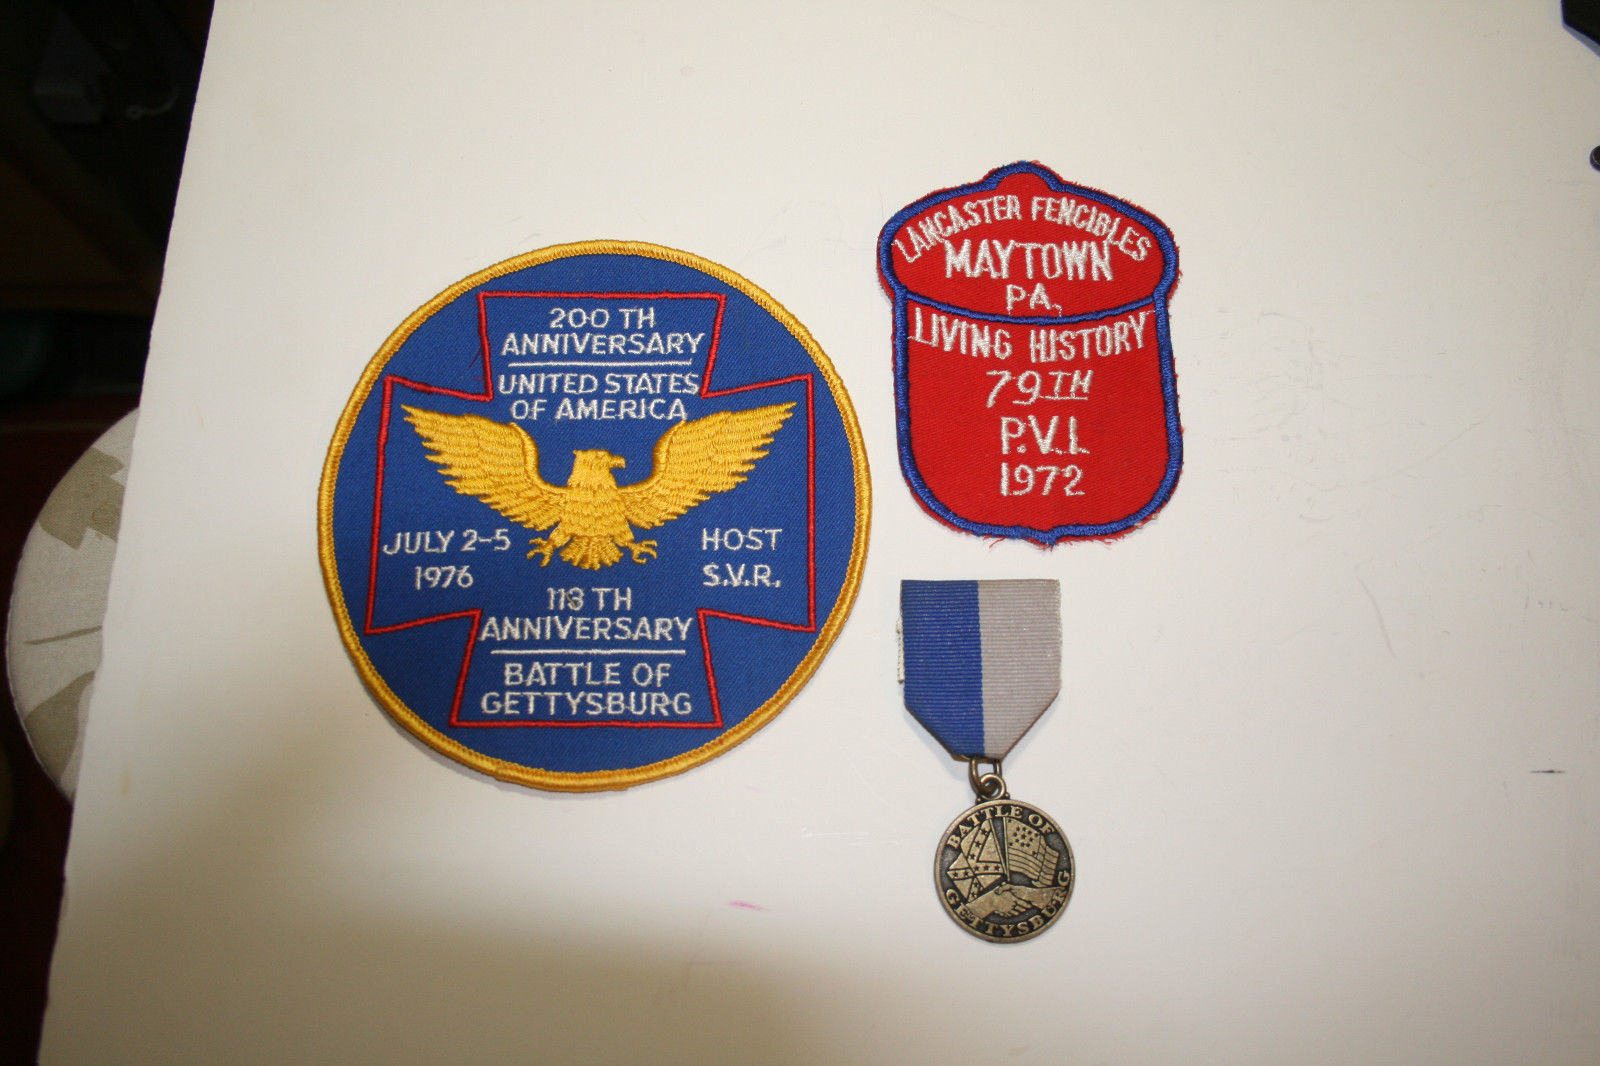 200 TH
ANNIVERSARY
UNITED STATES
OF AMERICA
JULY 2-5
1976
HOST
S.V.R.
113 TH
ANNIVERSARY
BATTLE OF
GETTYSBURG
LANCASTER FENCIBLES
MAYTOWN
PA.
LIVING HISTORY
79TH
P.V.I.
1972
BATTLE OF
GETTYSBURG